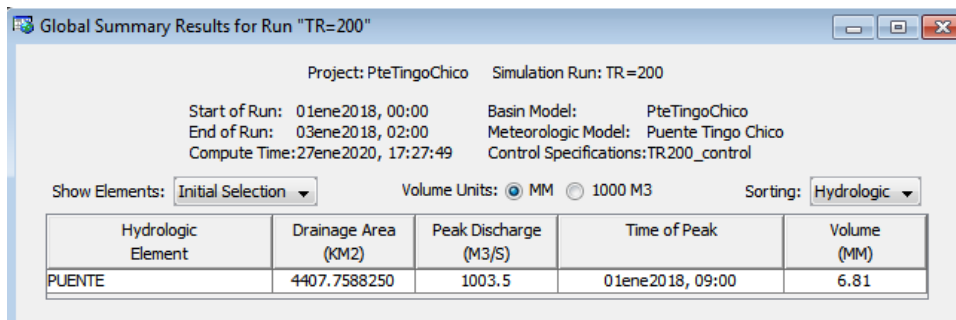 Global Summary Results for Run "TR=200"
Project: PteTingoChico Simulation Run: TR=200
Start of Run: 01ene2018, 00:00 Basin Model: PteTingoChico
End of Run: 03ene2018, 02:00 Meteorologic Model: Puente Tingo Chico
Compute Time:27ene2020, 17:27:49 Control Specifications:TR200_control
Show Elements: Initial Selection Volume Units: MM 1000 M3 Sorting: Hydrologic
Hydrologic Drainage Area Peak Discharge Time of Peak Volume
Element (KM2) (M3/S) (MM)
PUENTE 4407.7588250 1003.5 01ene2018, 09:00 6.81